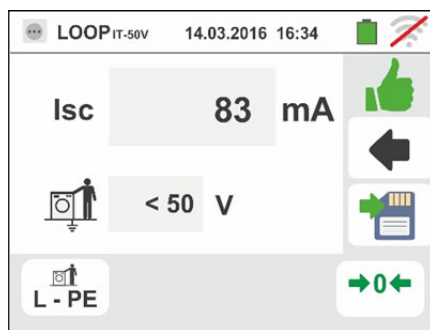 LOOP IT-50V 14.03.2016 16:34
Isc 83 mA
< 50 V
L - PE
→0←